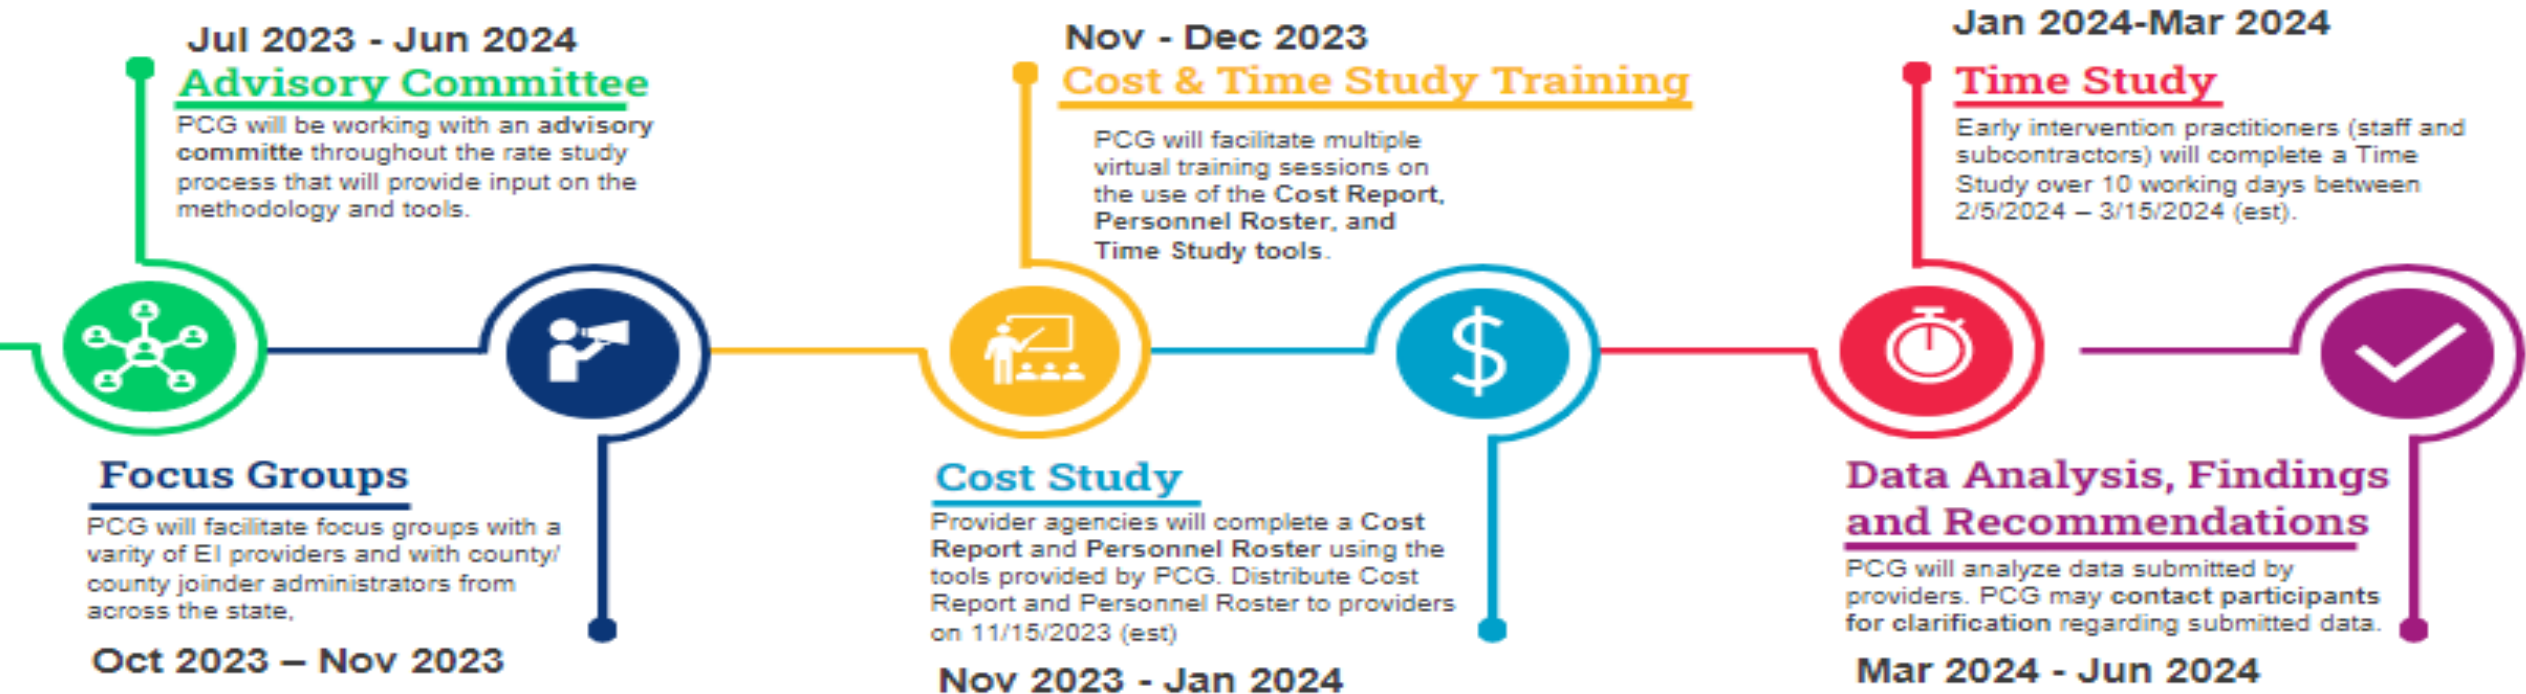 Jul 2023 - Jun 2024
Advisory Committee
PCG will be working with an advisory
committe throughout the rate study
process that will provide input on the
methodology and tools.
Focus Groups
PCG will facilitate focus groups with a
varity of EI providers and with county/
county joinder administrators from
across the state,
Oct 2023 – Nov 2023
Nov - Dec 2023
Cost & Time Study Training
PCG will facilitate multiple
virtual training sessions on
the use of the Cost Report,
Personnel Roster, and
Time Study tools.
$
Cost Study
Provider agencies will complete a Cost
Report and Personnel Roster using the
tools provided by PCG. Distribute Cost
Report and Personnel Roster to providers
on 11/15/2023 (est)
Nov 2023 - Jan 2024
Jan 2024-Mar 2024
Time Study
Early intervention practitioners (staff and
subcontractors) will complete a Time
Study over 10 working days between
2/5/2024 – 3/15/2024 (est).
Data Analysis, Findings
and Recommendations
PCG will analyze data submitted by
providers. PCG may contact participants
for clarification regarding submitted data.
Mar 2024 - Jun 2024